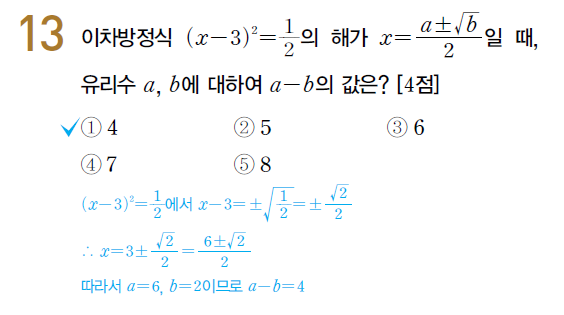 13 이차방정식 (x-3)²=1/2의 해가 x=(a±√b)/2일 때,
유리수 a, b에 대하여 a-b의 값은? [4점]
✓① 4 ② 5 ③ 6
④ 7 ⑤ 8
(x-3)²=1/2에서 x-3=±√(1/2)=±√2/2
∴ x=3±√2/2=(6±√2)/2
따라서 a=6, b=2이므로 a-b=4